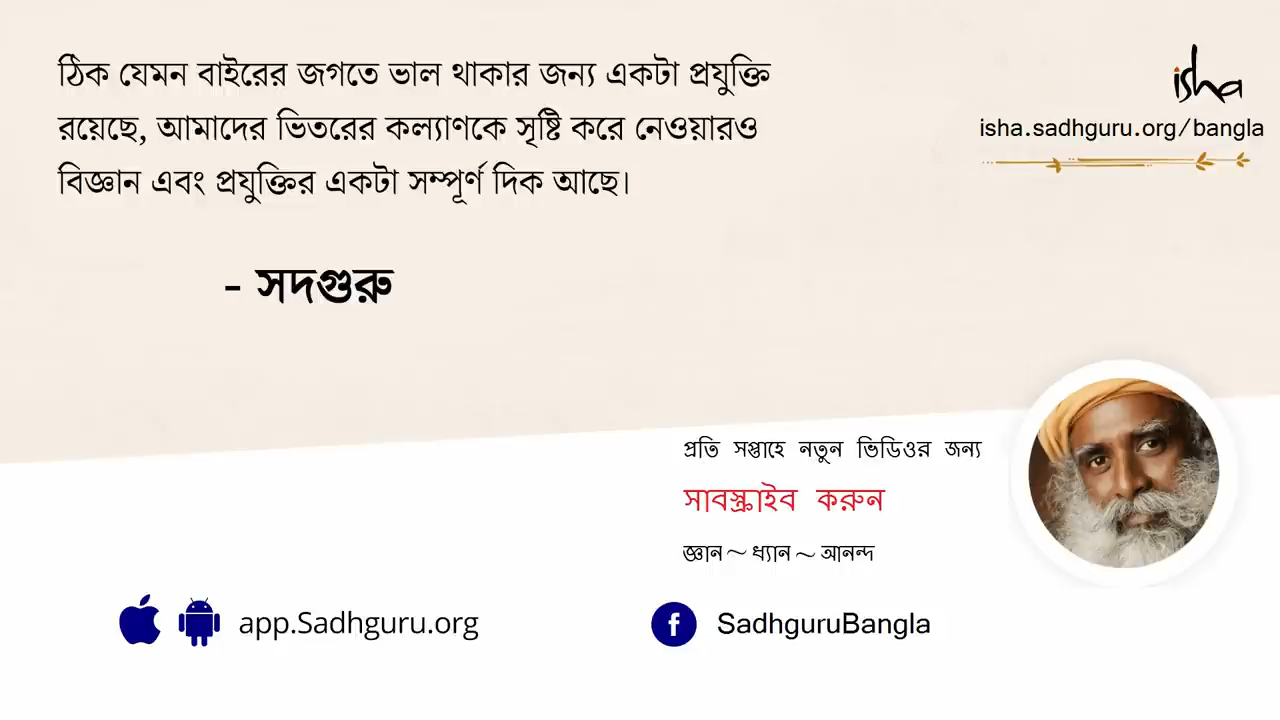 ঠিক যেমন বাইরের জগতে ভাল থাকার জন্য একটা প্রযুক্তি
রয়েছে, আমাদের ভিতরের কল্যাণকে সৃষ্টি করে নেওয়ারও
বিজ্ঞান এবং প্রযুক্তির একটা সম্পূর্ণ দিক আছে।
- সদগুরু
isha
isha.sadhguru.org/bangla
প্রতি সপ্তাহে নতুন ভিডিওর জন্য
সাবস্ক্রাইব করুন
জ্ঞান ~ ধ্যান ~ আনন্দ
app.Sadhguru.org
f SadhguruBangla